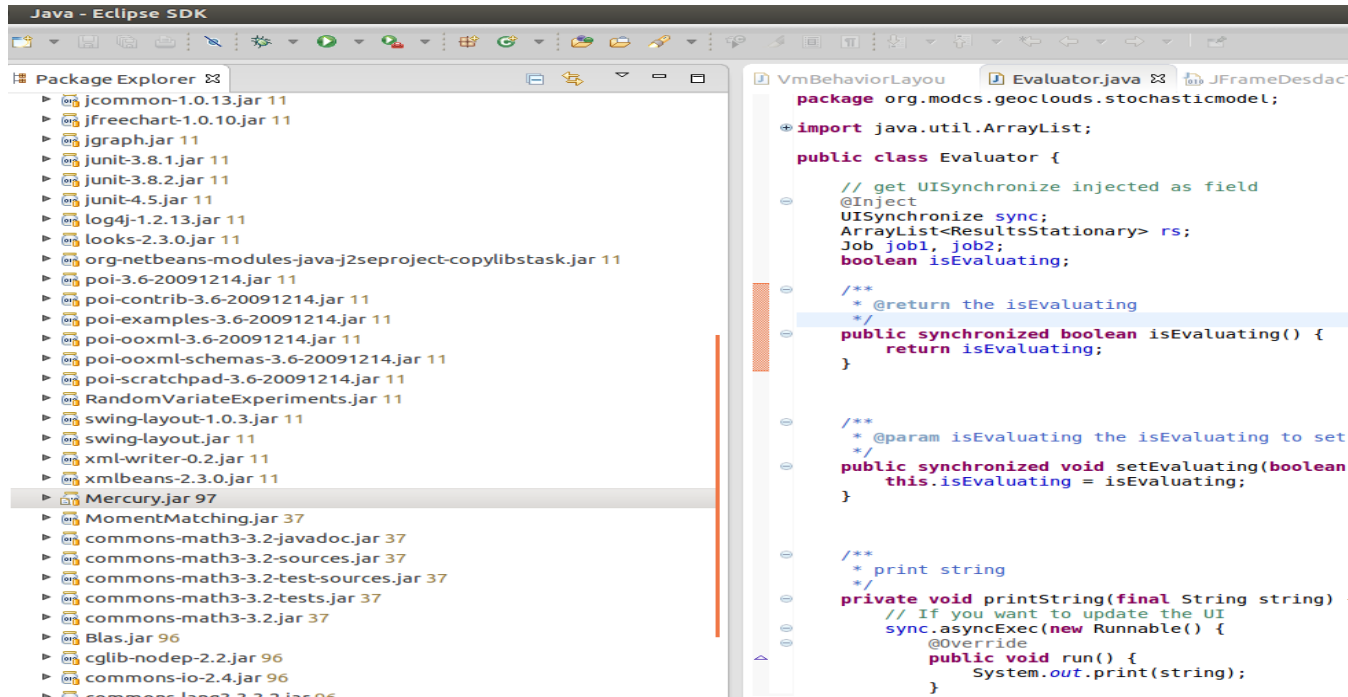 Java - Eclipse SDK
Package Explorer
jcommon-1.0.13.jar 11
jfreechart-1.0.10.jar 11
jgraph.jar 11
junit-3.8.1.jar 11
junit-3.8.2.jar 11
junit-4.5.jar 11
log4j-1.2.13.jar 11
looks-2.3.0.jar 11
org-netbeans-modules-java-j2seproject-copylibstask.jar 11
poi-3.6-20091214.jar 11
poi-contrib-3.6-20091214.jar 11
poi-examples-3.6-20091214.jar 11
poi-ooxml-3.6-20091214.jar 11
poi-ooxml-schemas-3.6-20091214.jar 11
poi-scratchpad-3.6-20091214.jar 11
RandomVariateExperiments.jar 11
swing-layout-1.0.3.jar 11
swing-layout.jar 11
xml-writer-0.2.jar 11
xmlbeans-2.3.0.jar 11
Mercury.jar 97
MomentMatching.jar 37
commons-math3-3.2-javadoc.jar 37
commons-math3-3.2-sources.jar 37
commons-math3-3.2-test-sources.jar 37
commons-math3-3.2-tests.jar 37
commons-math3-3.2.jar 37
Blas.jar 96
cglib-nodep-2.2.jar 96
commons-io-2.4.jar 96
VmBehaviorLayou Evaluator.java JFrameDesdac
package org.modcs.geoclouds.stochasticmodel;
import java.util.ArrayList;
public class Evaluator {
// get UISynchronize injected as field
@Inject
UISynchronize sync;
ArrayList<ResultsStationary> rs;
Job job1, job2;
boolean isEvaluating;
/**
* @return the isEvaluating
*/
public synchronized boolean isEvaluating() {
return isEvaluating;
}
/**
* @param isEvaluating the isEvaluating to set
*/
public synchronized void setEvaluating(boolean
this.isEvaluating = isEvaluating;
}
/**
* print string
*/
private void printString(final String string)
// If you want to update the UI
sync.asyncExec(new Runnable() {
@Override
public void run() {
System.out.print(string);
}